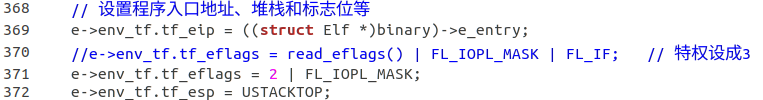 368 // 设置程序入口地址、堆栈和标志位等
369 e->env_tf.tf_eip = ((struct Elf *)binary)->e_entry;
370 //e->env_tf.tf_eflags = read_eflags() | FL_IOPL_MASK | FL_IF; // 特权设成3
371 e->env_tf.tf_eflags = 2 | FL_IOPL_MASK;
372 e->env_tf.tf_esp = USTACKTOP;